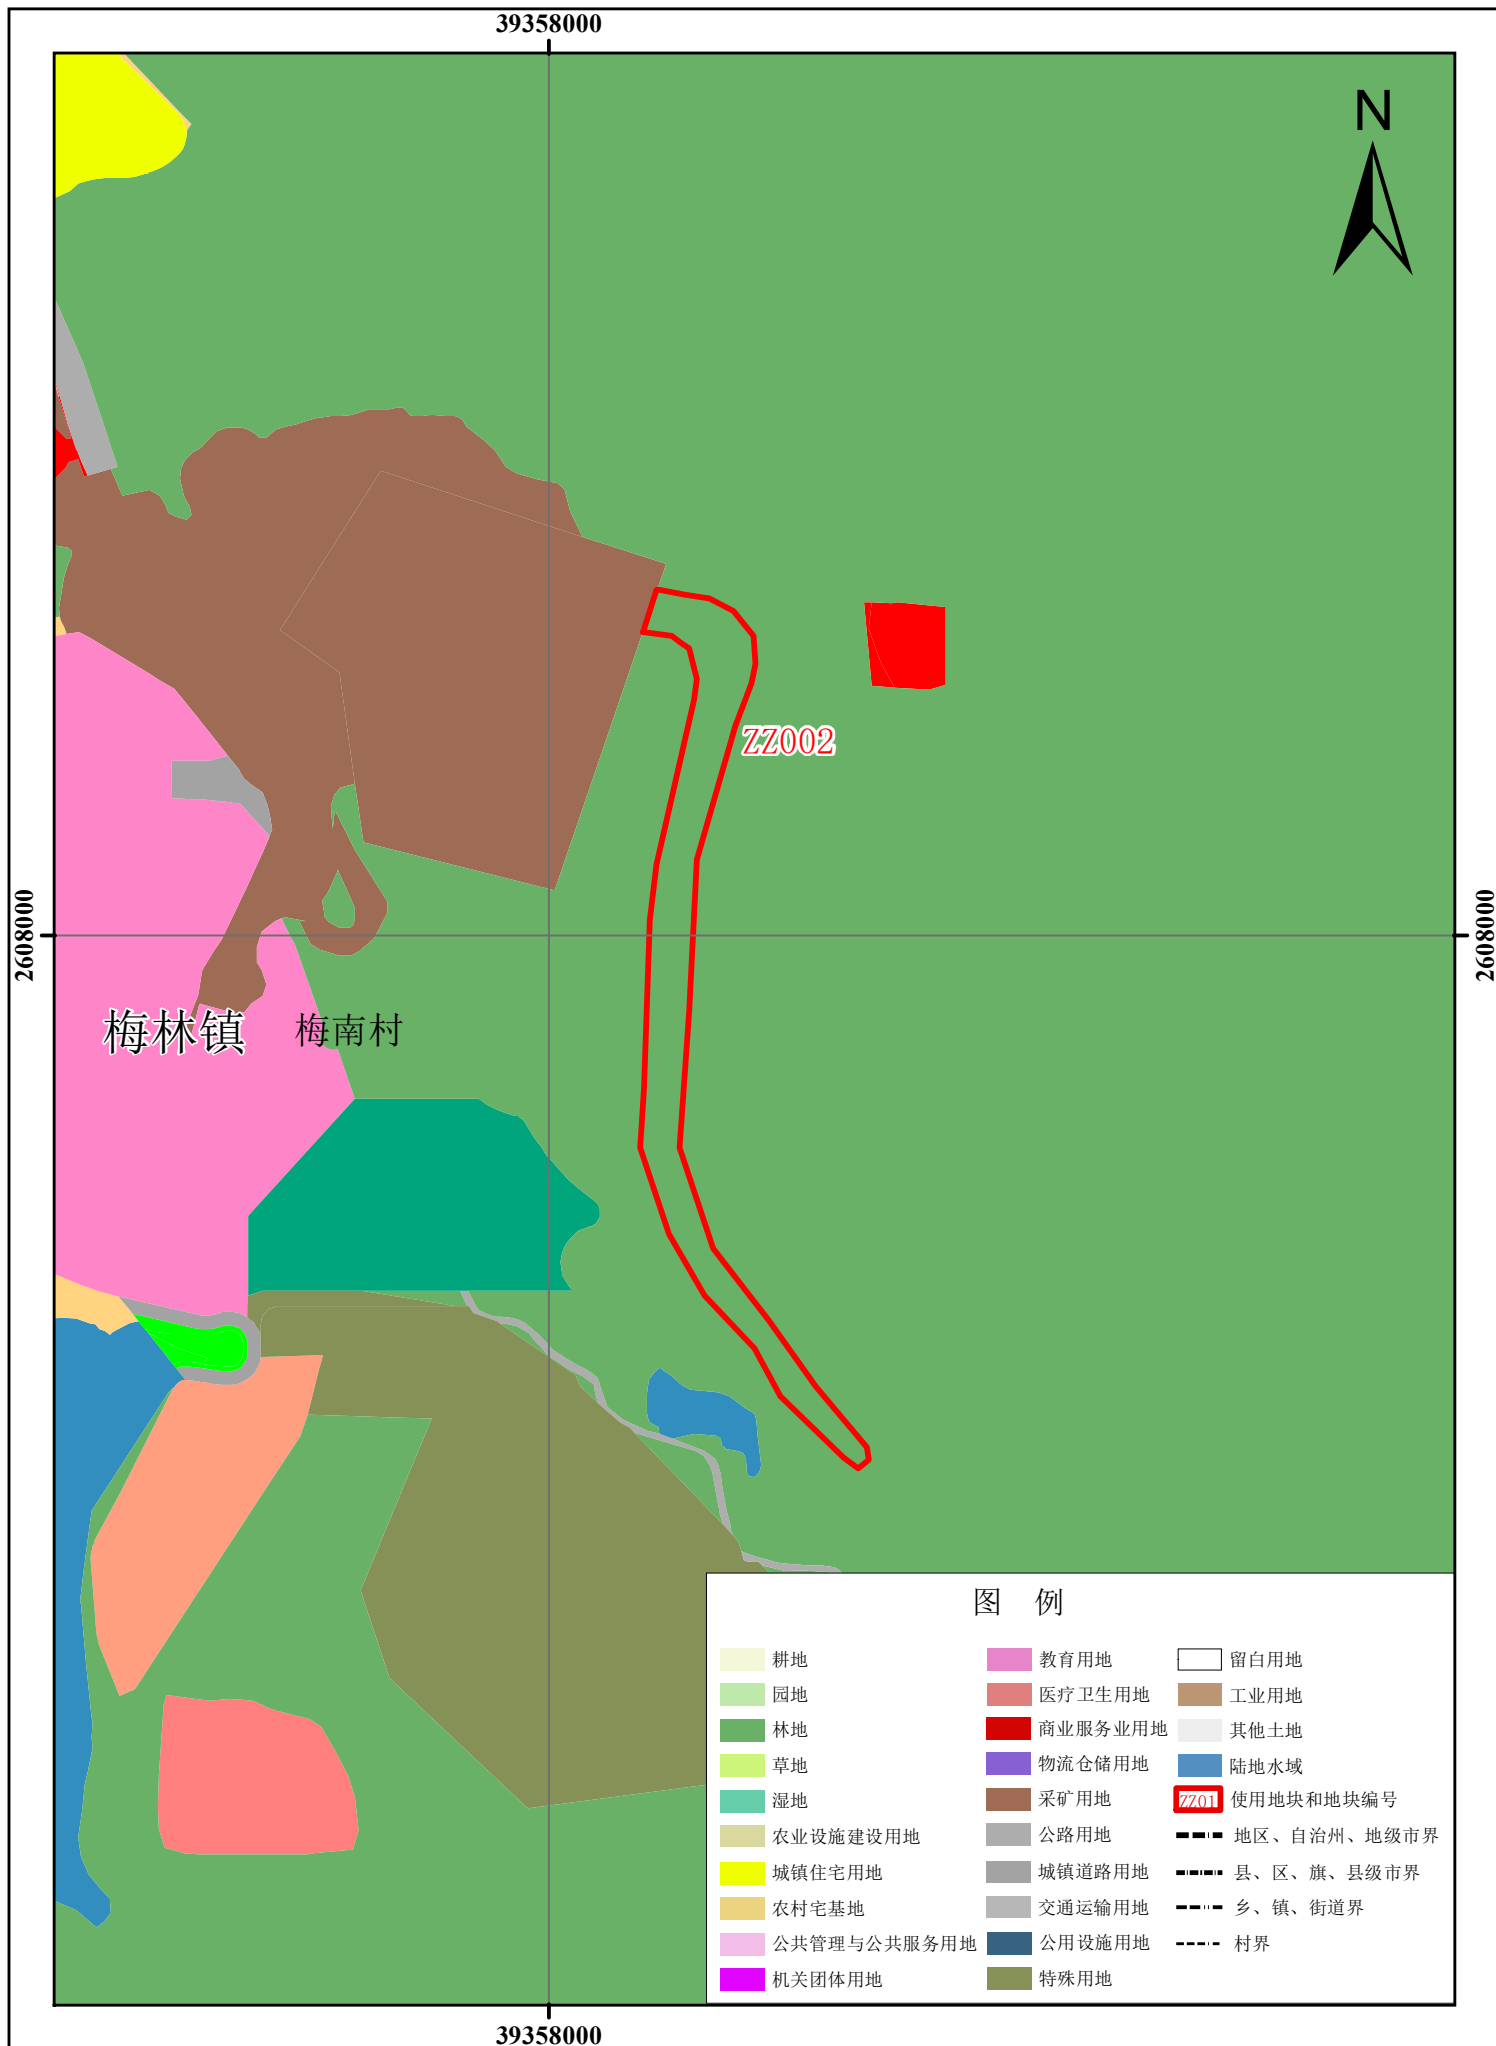 39358000
N
ZZ002
2608000
2608000
梅林镇
梅南村
图 例
耕地
园地
林地
草地
湿地
农业设施建设用地
城镇住宅用地
农村宅基地
公共管理与公共服务用地
机关团体用地
教育用地
医疗卫生用地
商业服务业用地
物流仓储用地
采矿用地
公路用地
城镇道路用地
交通运输用地
公用设施用地
特殊用地
留白用地
工业用地
其他土地
陆地水域
ZZ01 使用地块和地块编号
地区、自治州、地级市界
县、区、旗、县级市界
乡、镇、街道界
村界
39358000